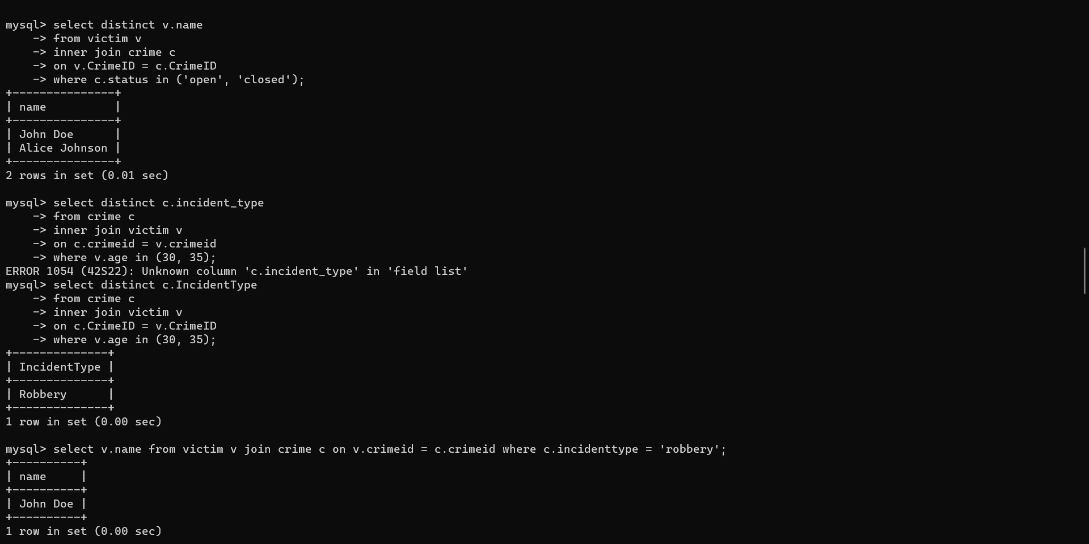 mysql> select distinct v.name
    -> from victim v
    -> inner join crime c
    -> on v.CrimeID = c.CrimeID
    -> where c.status in ('open', 'closed');
+---------------+
| name          |
+---------------+
| John Doe      |
| Alice Johnson |
+---------------+
2 rows in set (0.01 sec)
mysql> select distinct c.incident_type
    -> from crime c
    -> inner join victim v
    -> on c.crimeid = v.crimeid
    -> where v.age in (30, 35);
ERROR 1054 (42S22): Unknown column 'c.incident_type' in 'field list'
mysql> select distinct c.IncidentType
    -> from crime c
    -> inner join victim v
    -> on c.CrimeID = v.CrimeID
    -> where v.age in (30, 35);
+--------------+
| IncidentType |
+--------------+
| Robbery      |
+--------------+
1 row in set (0.00 sec)
mysql> select v.name from victim v join crime c on v.crimeid = c.crimeid where c.incidenttype = 'robbery';
+----------+
| name     |
+----------+
| John Doe |
+----------+
1 row in set (0.00 sec)